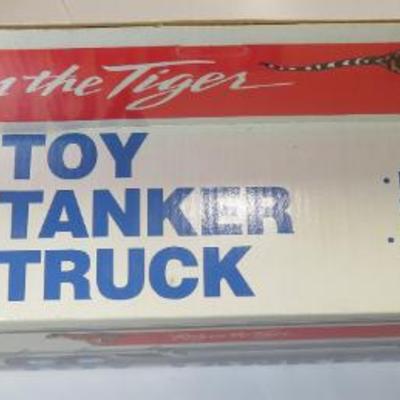 the Tiger
TOY
TANKER
TRUCK